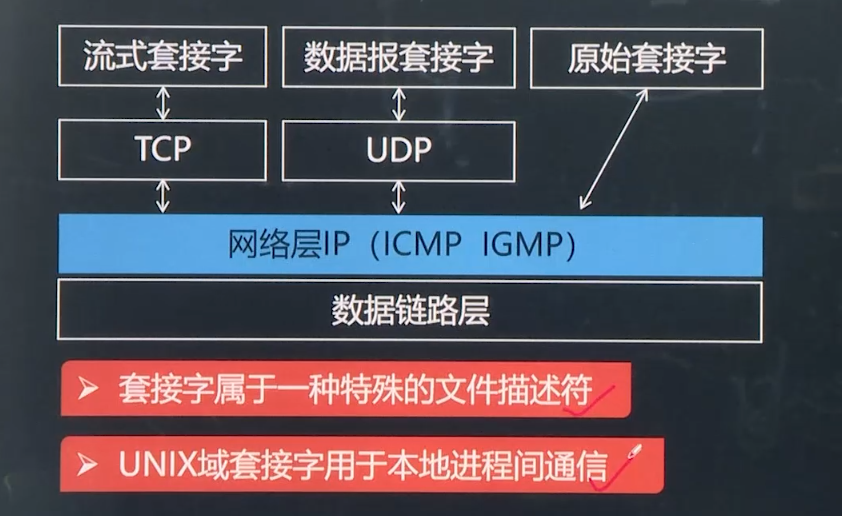 流式套接字 数据报套接字 原始套接字
TCP UDP
网络层IP（ICMP IGMP）
数据链路层
➢ 套接字属于一种特殊的文件描述符
➢ UNIX域套接字用于本地进程间通信